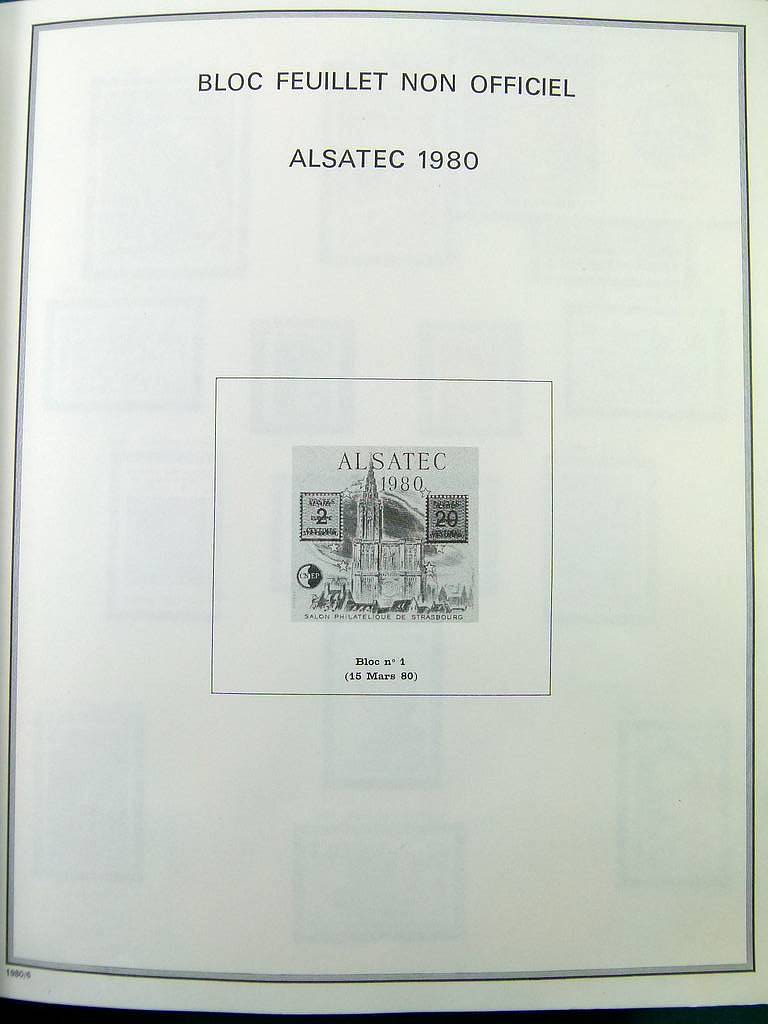 BLOC FEUILLET NON OFFICIEL
ALSATEC 1980
ALSATEC
1980
2
20
CNEP
SALON PHILATELIQUE DE STRASBOURG
Bloc n° 1
(15 Mars 80)
1980/6